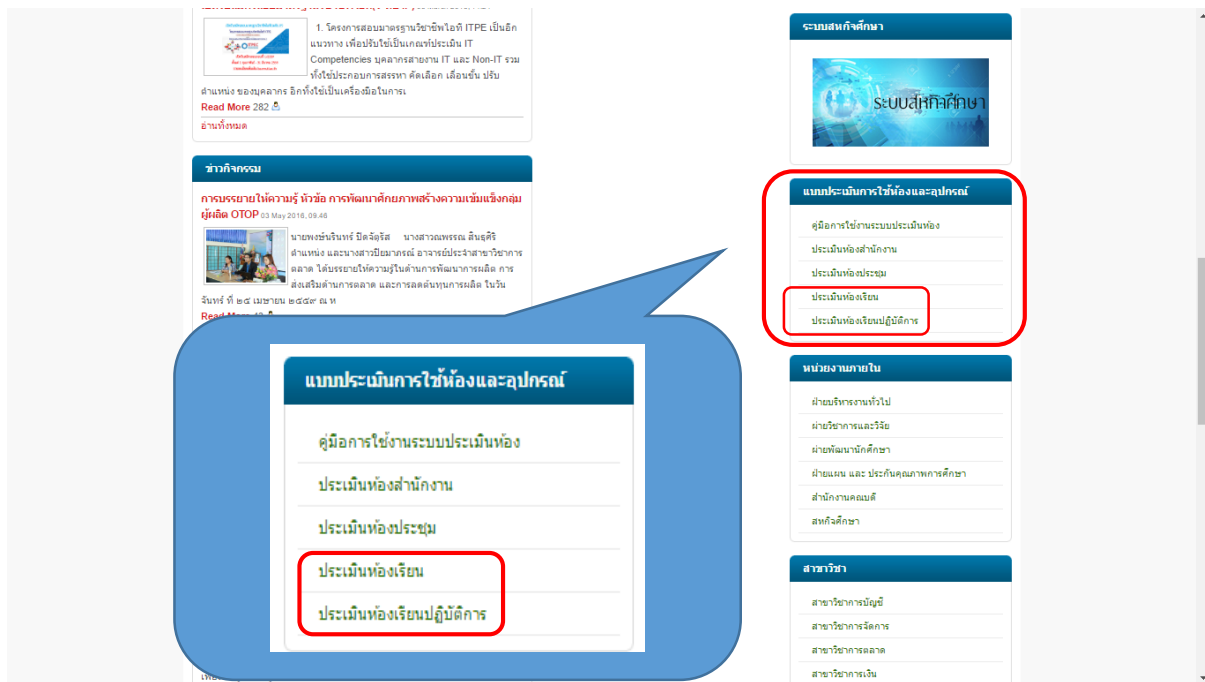 1. โครงการสอบมาตรฐานวิชาชีพไอที ITPE เป็นอีก
แนวทาง เพื่อปรับใช้เป็นเกณฑ์ประเมิน IT
Competencies บุคลากรสายงาน IT และ Non-IT รวม
ทั้งใช้ประกอบการสรรหา คัดเลือก เลื่อนขั้น ปรับ
ตำแหน่ง ของบุคลากร อีกทั้งใช้เป็นเครื่องมือในการเ
Read More 282
อ่านทั้งหมด
ข่าวกิจกรรม
การบรรยายให้ความรู้ หัวข้อ การพัฒนาศักยภาพสร้างความเข้มแข็งกลุ่ม
ผู้ผลิต OTOP 03 May 2016, 09.46
นายพงษ์นรินทร์ ปิดจัตุรัส นางสาวณพรรณ สินธุศิริ
ตำแหน่ง และนางสาวปิยมาภรณ์ อาจารย์ประจำสาขาวิชาการ
ตลาด ได้บรรยายให้ความรู้ในด้านการพัฒนาการผลิต การ
ส่งเสริมด้านการตลาด และการลดต้นทุนการผลิต ในวัน
จันทร์ ที่ ๒๕ เมษายน ๒๕๕๙ ณ ห
Read More
แบบประเมินการใช้ห้องและอุปกรณ์
คู่มือการใช้งานระบบประเมินห้อง
ประเมินห้องสำนักงาน
ประเมินห้องประชุม
ประเมินห้องเรียน
ประเมินห้องเรียนปฏิบัติการ
ระบบสหกิจศึกษา
ระบบสหกิจศึกษา
แบบประเมินการใช้ห้องและอุปกรณ์
คู่มือการใช้งานระบบประเมินห้อง
ประเมินห้องสำนักงาน
ประเมินห้องประชุม
ประเมินห้องเรียน
ประเมินห้องเรียนปฏิบัติการ
หน่วยงานภายใน
ฝ่ายบริหารงานทั่วไป
ฝ่ายวิชาการและวิจัย
ฝ่ายพัฒนานักศึกษา
ฝ่ายแผน และ ประกันคุณภาพการศึกษา
สำนักงานคณบดี
สหกิจศึกษา
สาขาวิชา
สาขาวิชาการบัญชี
สาขาวิชาการจัดการ
สาขาวิชาการตลาด
สาขาวิชาการเงิน